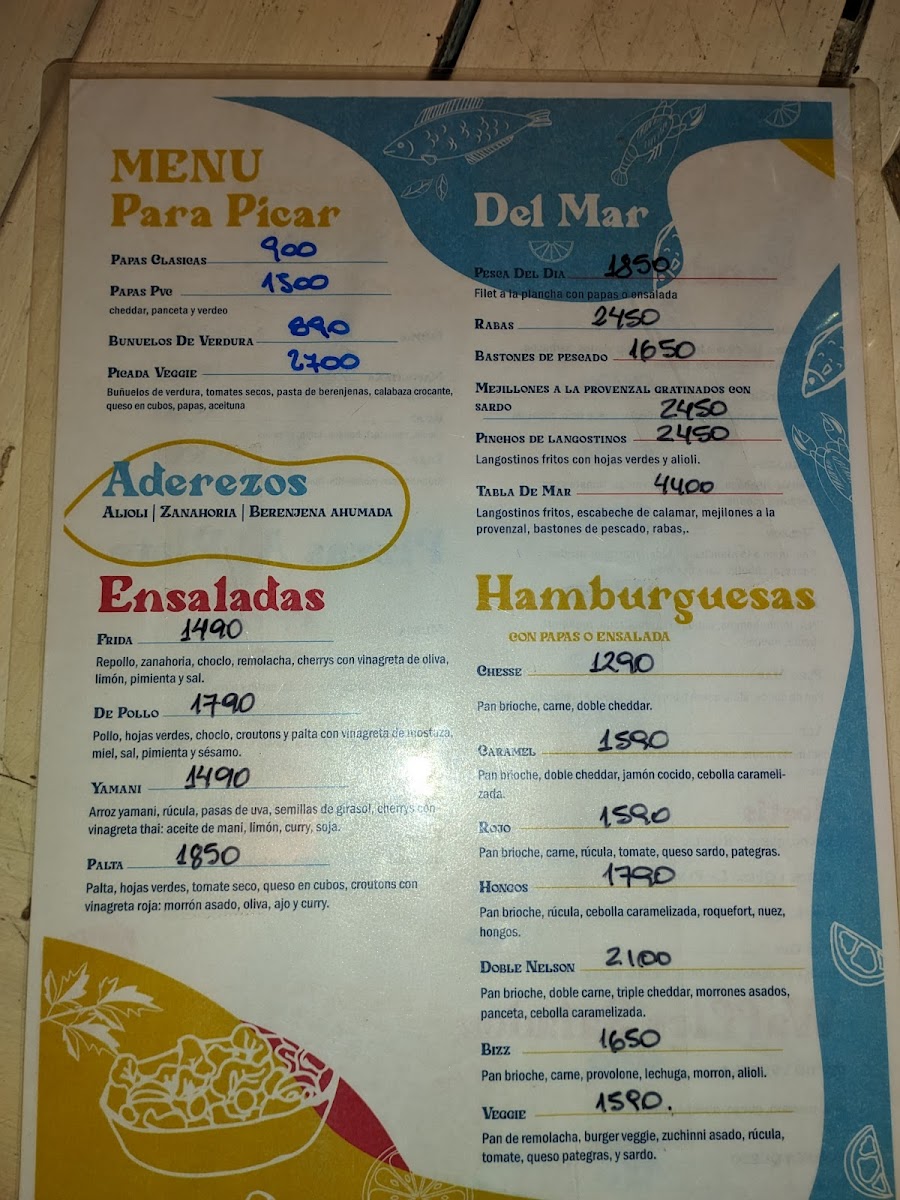 MENU
Para Picar
Papas Clasicas 900
Papas Pvc 1500
cheddar, panceta y verdeo
Bunuelos De Verdura 890
Picada Veggie 2700
Buñuelos de verdura, tomates secos, pasta de berenjenas, calabaza crocante,
queso en cubos, papas, aceituna
Aderezos
Alioli | Zanahoria | Berenjena ahumada
Ensaladas
Frida 1490
Repollo, zanahoria, choclo, remolacha, cherrys con vinagreta de oliva,
limón, pimienta y sal.
De Pollo 1790
Pollo, hojas verdes, choclo, croutons y palta con vinagreta de mostaza,
miel, sal, pimienta y sésamo.
Yamani 1490
Arroz yamani, rúcula, pasas de uva, semillas de girasol, cherrys con
vinagreta thai: aceite de mani, limón, curry, soja.
Palta 1850
Palta, hojas verdes, tomate seco, queso en cubos, croutons con
vinagreta roja: morrón asado, oliva, ajo y curry.
Del Mar
Pesca Del Dia 1850
Filet a la plancha con papas o ensalada
Rabas 2450
Bastones de pescado 1650
Mejillones a la provenzal gratinados con
sardo 2450
Pinchos de langostinos 2450
Langostinos fritos con hojas verdes y alioli.
Tabla De Mar 4400
Langostinos fritos, escabeche de calamar, mejilones a la
provenzal, bastones de pescado, rabas,.
Hamburguesas
con papas o ensalada
Chesse 1290
Pan brioche, carne, doble cheddar.
Caramel 1590
Pan brioche, doble cheddar, jamón cocido, cebolla carameli-
zada.
Rojo 1590
Pan brioche, carne, rúcula, tomate, queso sardo, pategras.
Hongos 1790
Pan brioche, rúcula, cebolla caramelizada, roquefort, nuez,
hongos.
Doble Nelson 2100
Pan brioche, doble carne, triple cheddar, morrones asados,
panceta, cebolla caramelizada.
Bizz 1650
Pan brioche, carne, provolone, lechuga, morron, alioli.
Veggie 1590.
Pan de remolacha, burger veggie, zuchinni asado, rúcula,
tomate, queso pategras, y sardo.